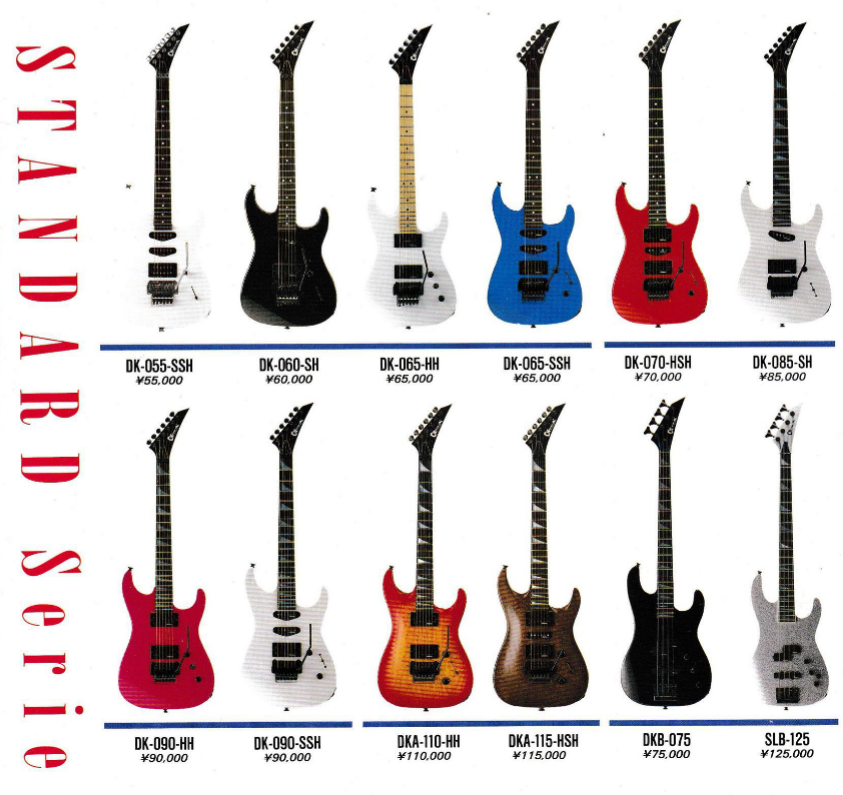 STANDARD Serie
DK-055-SSH
¥55,000
DK-060-SH
¥60,000
DK-065-HH
¥65,000
DK-065-SSH
¥65,000
DK-070-HSH
¥70,000
DK-085-SH
¥85,000
DK-090-HH
¥90,000
DK-090-SSH
¥90,000
DKA-110-HH
¥110,000
DKA-115-HSH
¥115,000
DKB-075
¥75,000
SLB-125
¥125,000